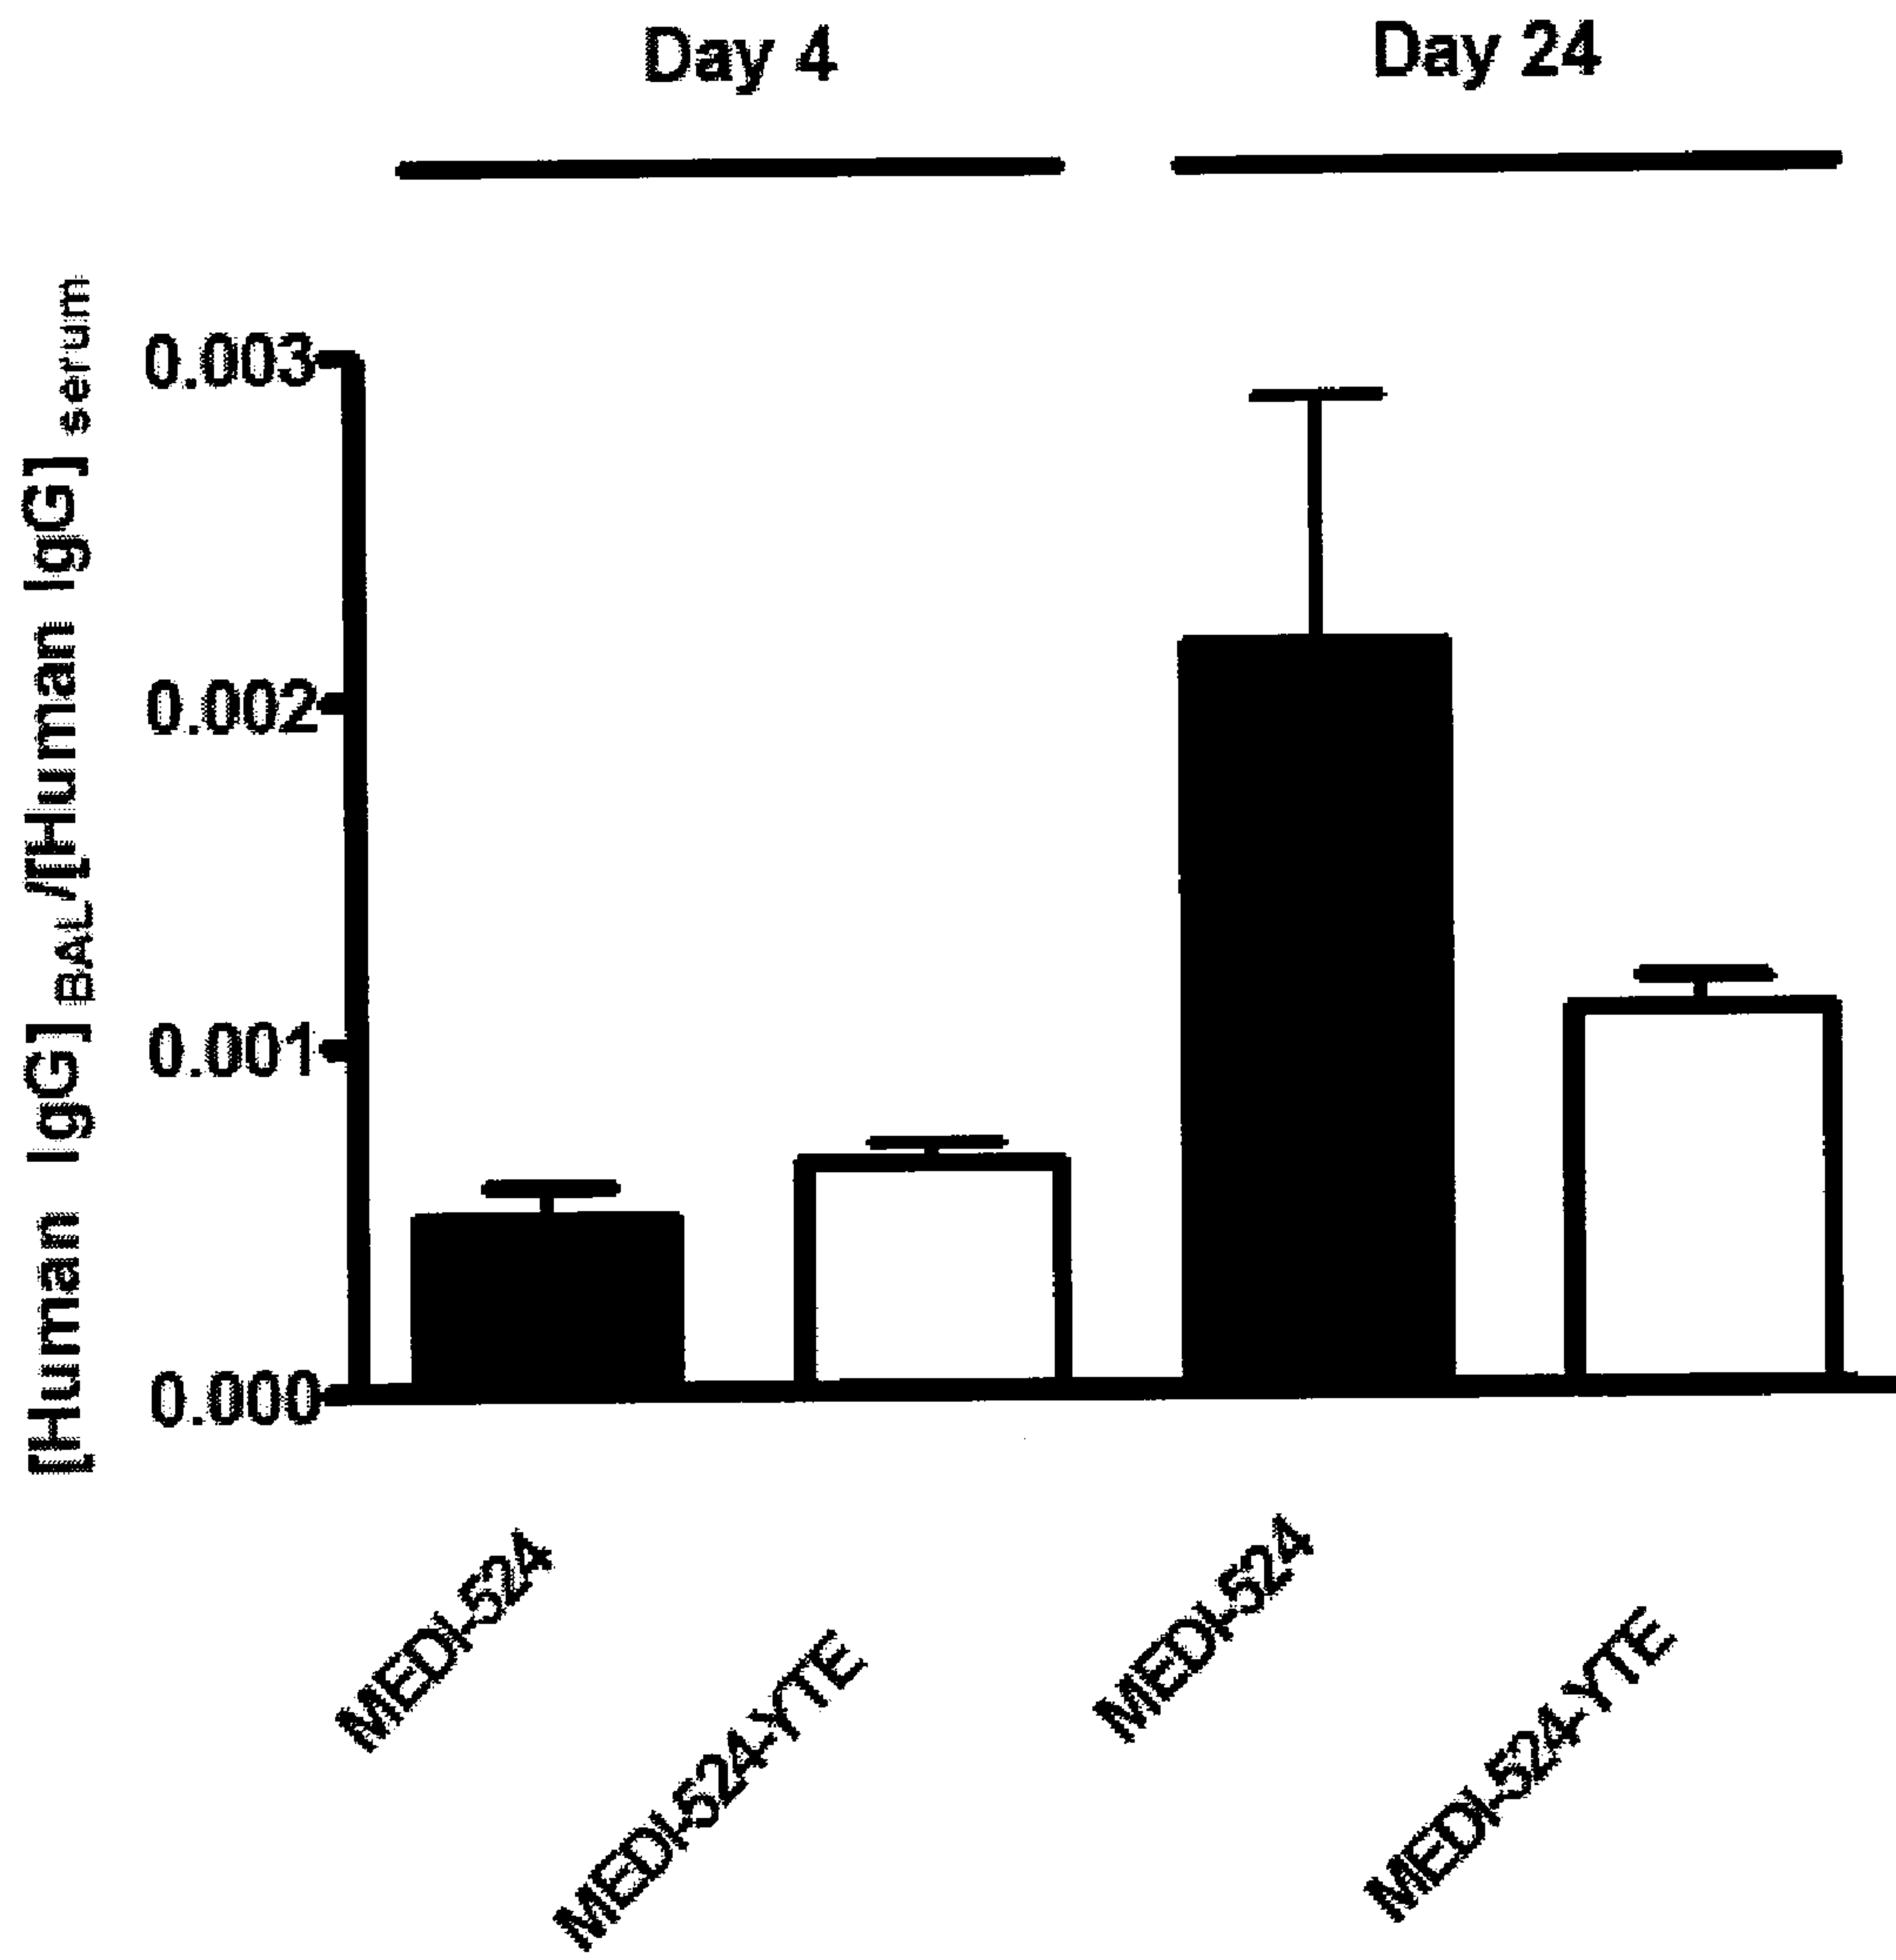 Day 4
Day 24
[Human IgG] BAL/[Human IgG] serum
0.003
0.002
0.001
0.000
MEDI-524
MEDI-524-YTE
MEDI-524
MEDI-524-YTE